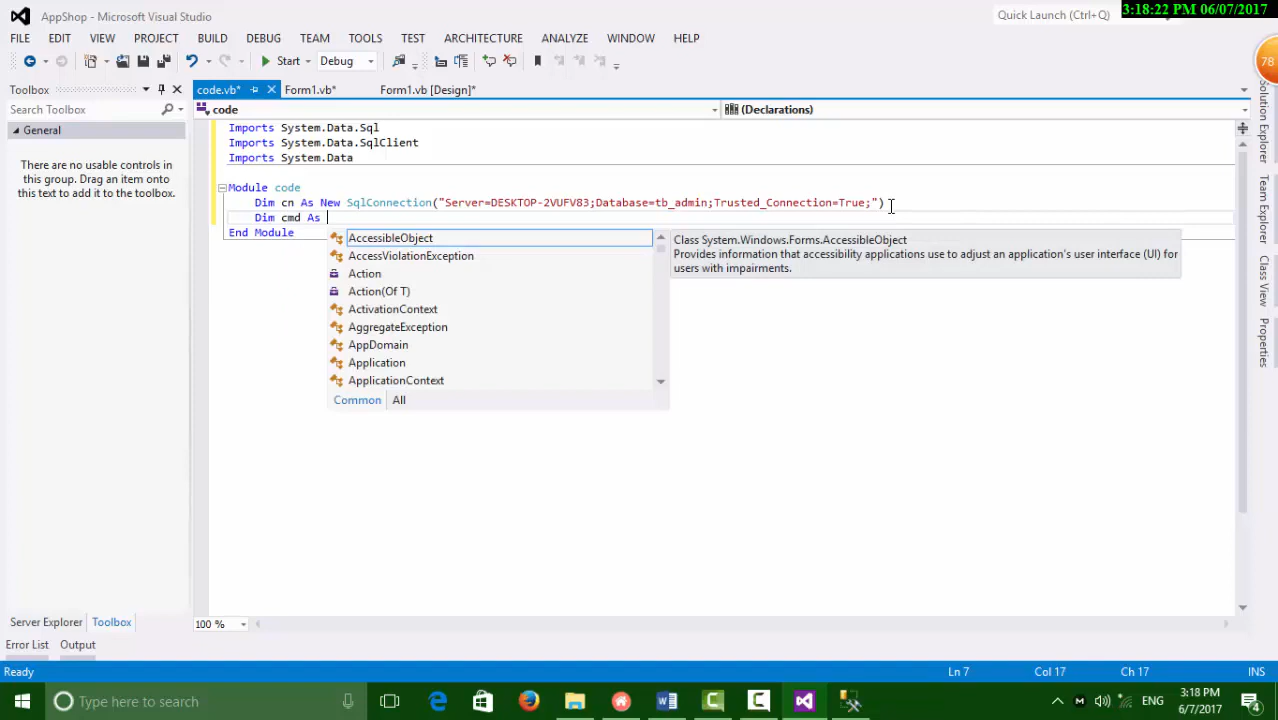 AppShop - Microsoft Visual Studio
Quick Launch (Ctrl+Q)
3:18:22 PM 06/07/2017
FILE EDIT VIEW PROJECT BUILD DEBUG TEAM TOOLS TEST ARCHITECTURE ANALYZE WINDOW HELP
Start Debug
78
Toolbox
code.vb* Form1.vb* Form1.vb [Design]*
Search Toolbox
code (Declarations)
General
There are no usable controls in
this group. Drag an item onto
this text to add it to the toolbox.
Imports System.Data.Sql
Imports System.Data.SqlClient
Imports System.Data
Module code
Dim cn As New SqlConnection("Server=DESKTOP-2VUFV83;Database=tb_admin;Trusted_Connection=True;")
Dim cmd As
End Module
AccessibleObject
AccessViolationException
Action
Action(Of T)
ActivationContext
AggregateException
AppDomain
Application
ApplicationContext
Common All
Class System.Windows.Forms.AccessibleObject
Provides information that accessibility applications use to adjust an application's user interface (UI) for
users with impairments.
Solution Explorer
Team Explorer
Class View
Properties
100 %
Server Explorer Toolbox
Error List Output
Ready Ln 7 Col 17 Ch 17 INS
Type here to search
ENG
3:18 PM
6/7/2017
4